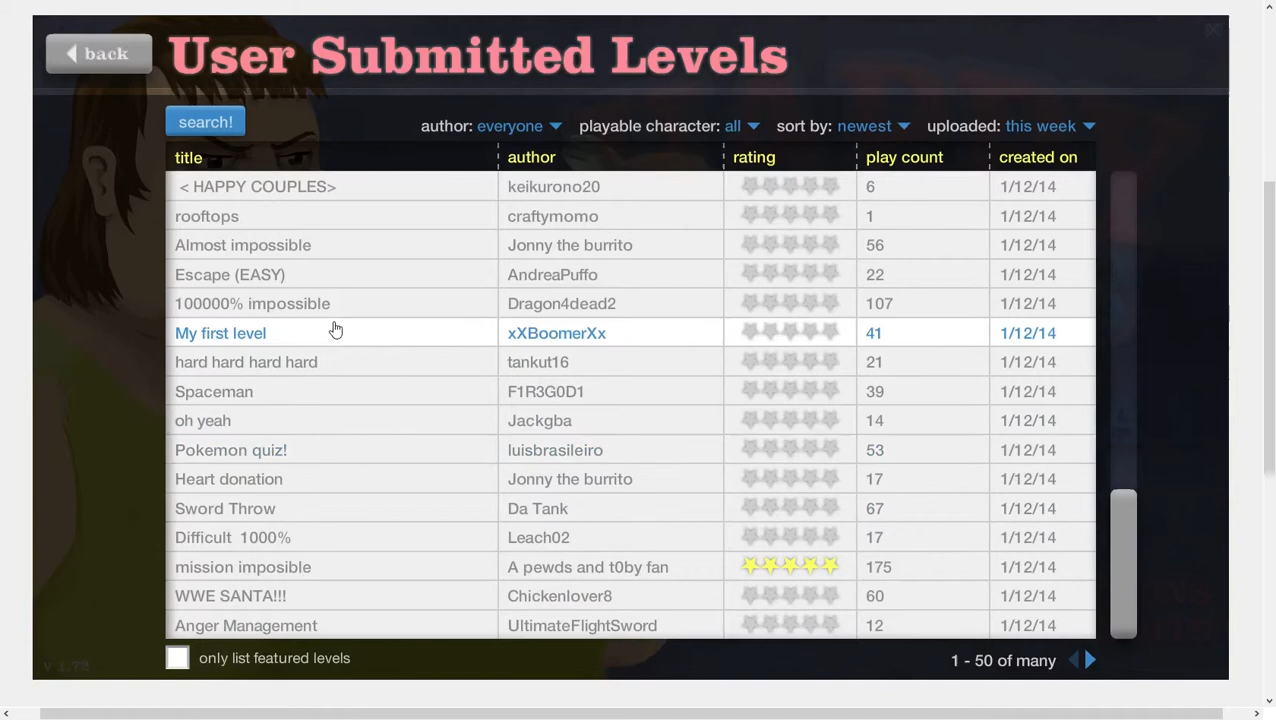 back
User Submitted Levels
search!
author: everyone playable character: all sort by: newest uploaded: this week
title author rating play count created on
< HAPPY COUPLES> keikurono20 6 1/12/14
rooftops craftymomo 1 1/12/14
Almost impossible Jonny the burrito 56 1/12/14
Escape (EASY) AndreaPuffo 22 1/12/14
100000% impossible Dragon4dead2 107 1/12/14
My first level xXBoomerXx 41 1/12/14
hard hard hard hard tankut16 21 1/12/14
Spaceman F1R3G0D1 39 1/12/14
oh yeah Jackgba 14 1/12/14
Pokemon quiz! luisbrasileiro 53 1/12/14
Heart donation Jonny the burrito 17 1/12/14
Sword Throw Da Tank 67 1/12/14
Difficult 1000% Leach02 17 1/12/14
mission imposible A pewds and t0by fan 175 1/12/14
WWE SANTA!!! Chickenlover8 60 1/12/14
Anger Management UltimateFlightSword 12 1/12/14
only list featured levels
1 - 50 of many
v 1.72